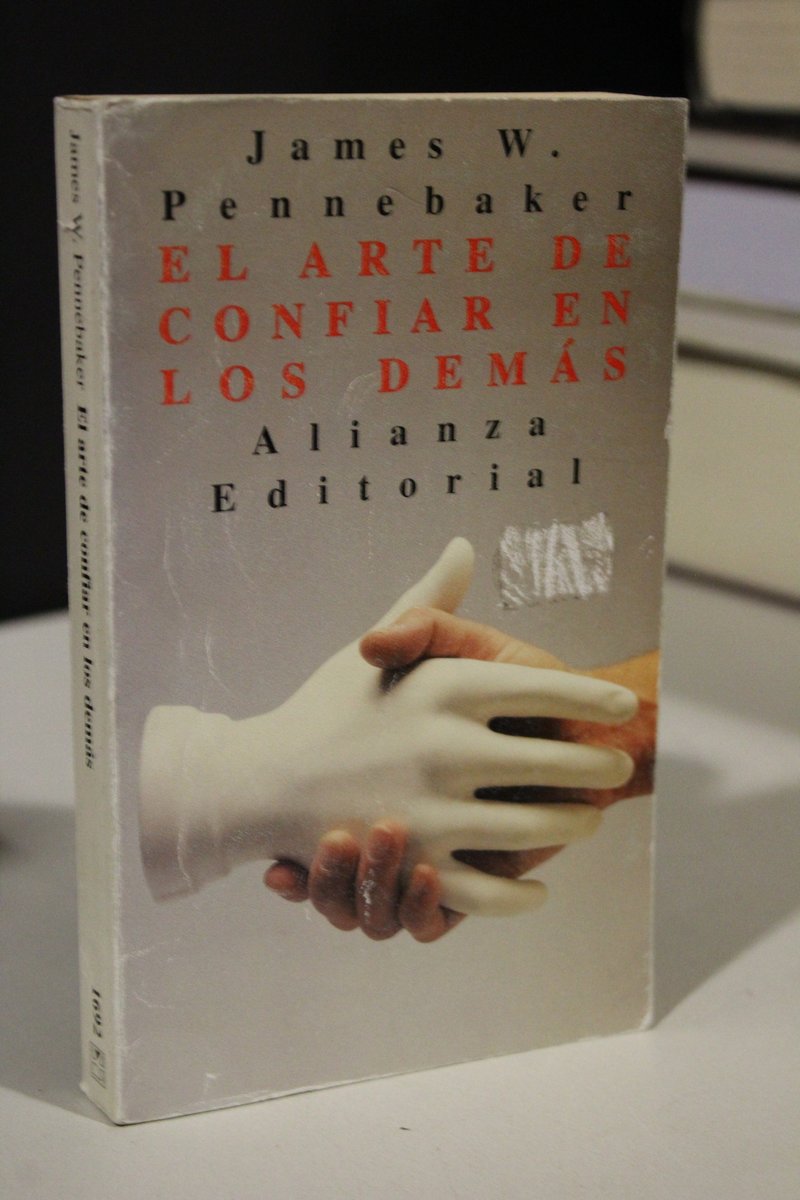 James W.
Pennebaker
EL ARTE DE
CONFIAR EN
LOS DEMÁS
Alianza
Editorial
James W. Pennebaker El arte de confiar en los demás
1692